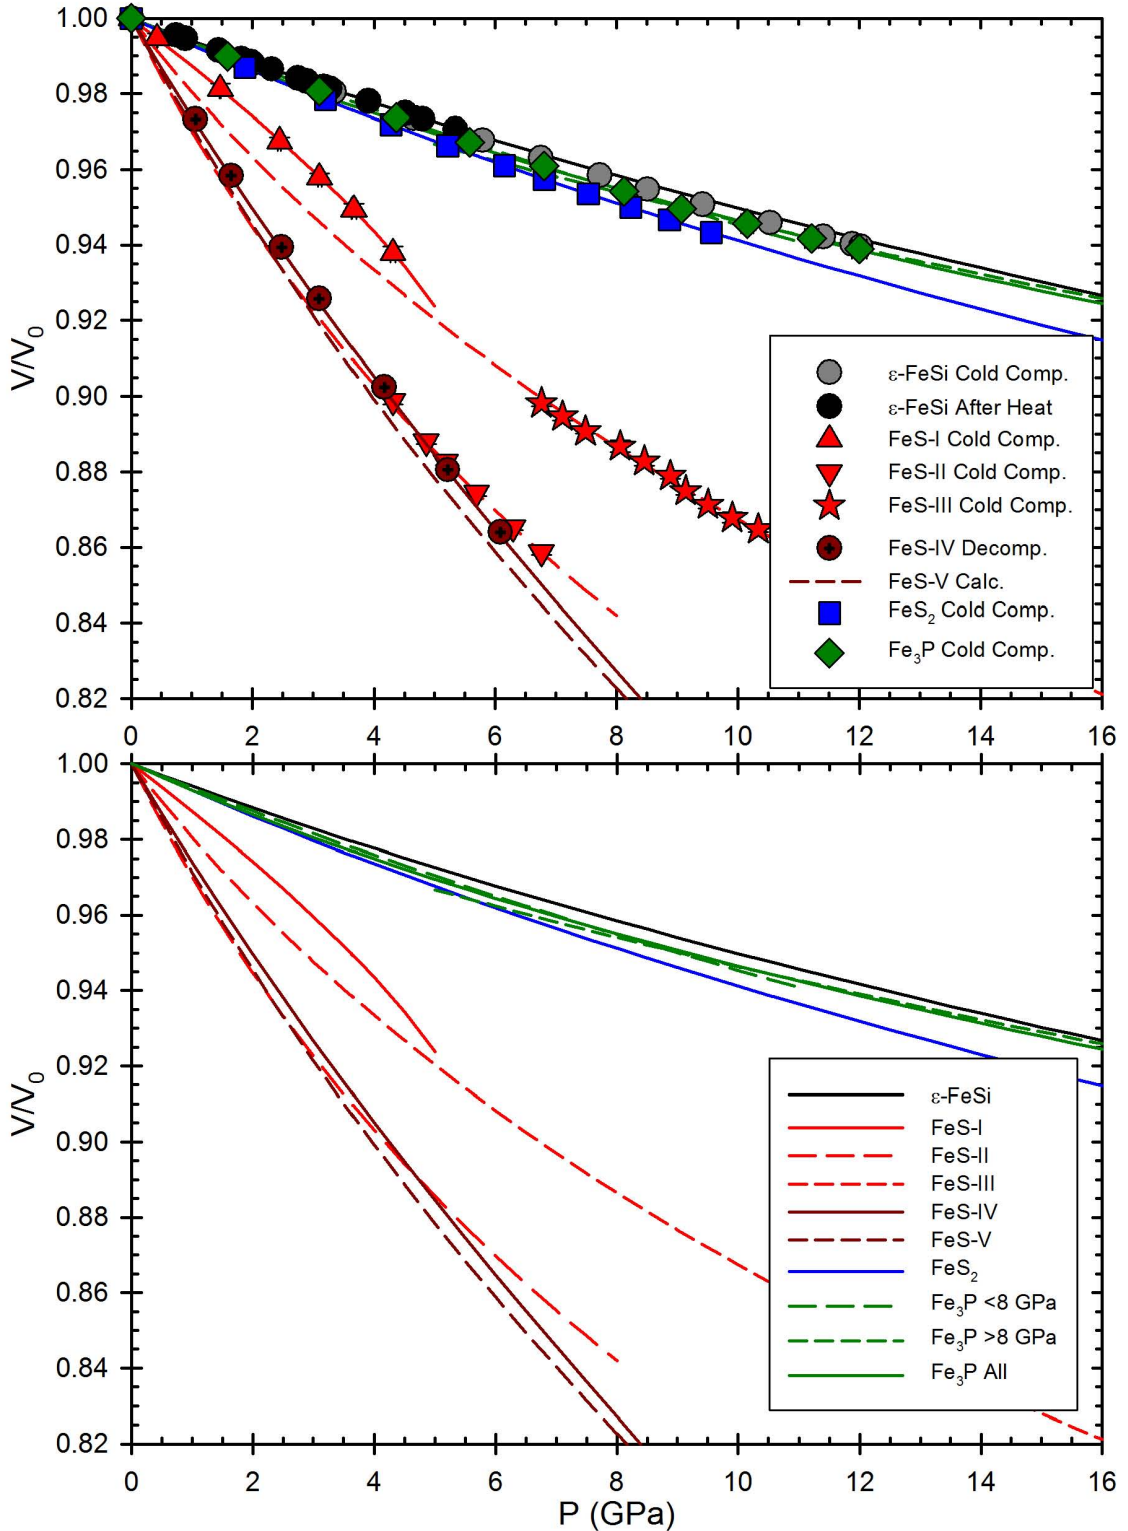 1.00
0.98
0.96
0.94
0.92
0.90
0.88
0.86
0.84
0.82
V/V0
ε-FeSi Cold Comp.
ε-FeSi After Heat
FeS-I Cold Comp.
FeS-II Cold Comp.
FeS-III Cold Comp.
FeS-IV Decomp.
FeS-V Calc.
FeS2 Cold Comp.
Fe3P Cold Comp.
0 2 4 6 8 10 12 14 16
1.00
0.98
0.96
0.94
0.92
0.90
0.88
0.86
0.84
0.82
V/V0
ε-FeSi
FeS-I
FeS-II
FeS-III
FeS-IV
FeS-V
FeS2
Fe3P <8 GPa
Fe3P >8 GPa
Fe3P All
0 2 4 6 8 10 12 14 16
P (GPa)